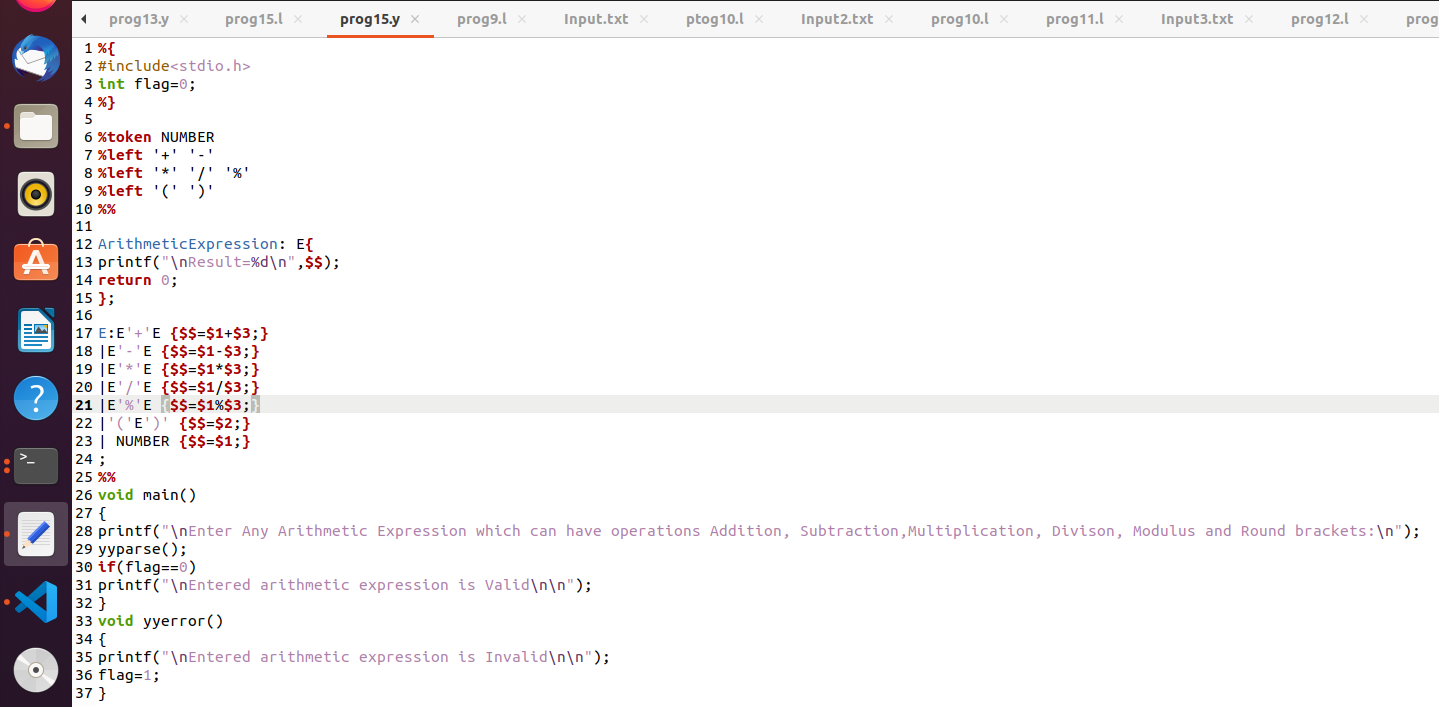 prog13.y × prog15.l × prog15.y × prog9.l × Input.txt × ptog10.l × Input2.txt × prog10.l × prog11.l × Input3.txt × prog12.l × prog
1 %{
2 #include<stdio.h>
3 int flag=0;
4 %}
5
6 %token NUMBER
7 %left '+' '-'
8 %left '*' '/' '%'
9 %left '(' ')'
10 %%
11
12 ArithmeticExpression: E{
13 printf("\nResult=%d\n",$$);
14 return 0;
15 };
16
17 E:E'+'E {$$=$1+$3;}
18 |E'-'E {$$=$1-$3;}
19 |E'*'E {$$=$1*$3;}
20 |E'/'E {$$=$1/$3;}
21 |E'%'E {$$=$1%$3;}
22 |'('E')' {$$=$2;}
23 | NUMBER {$$=$1;}
24 ;
25 %%
26 void main()
27 {
28 printf("\nEnter Any Arithmetic Expression which can have operations Addition, Subtraction,Multiplication, Divison, Modulus and Round brackets:\n");
29 yyparse();
30 if(flag==0)
31 printf("\nEntered arithmetic expression is Valid\n\n");
32 }
33 void yyerror()
34 {
35 printf("\nEntered arithmetic expression is Invalid\n\n");
36 flag=1;
37 }